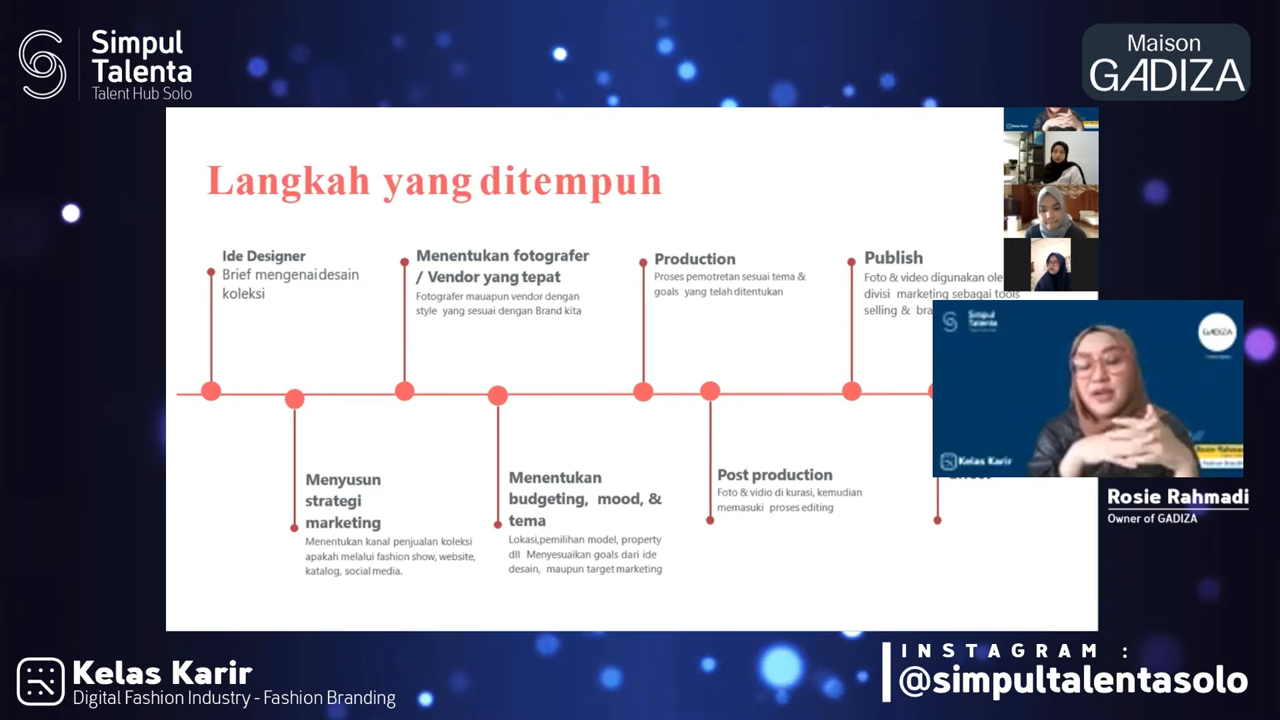 Simpul
Talenta
Talent Hub Solo
Maison
GADIZA
Langkah yang ditempuh
Ide Designer
Brief mengenai desain
koleksi
Menentukan fotografer
/ Vendor yang tepat
Fotografer mauapun vendor dengan
style yang sesuai dengan Brand kita
Production
Proses pemotretan sesuai tema &
goals yang telah ditentukan
Publish
Foto & video digunakan ole
divisi marketing sebagai tools
selling & bra
Menyusun
strategi
marketing
Menentukan kanal penjualan koleksi
apakah melalui fashion show, website,
katalog, social media.
Menentukan
budgeting, mood, &
tema
Lokasi,pemilihan model, property
dll Menyesuaikan goals dari ide
desain, maupun target marketing
Post production
Foto & vidio di kurasi, kemudian
memasuki proses editing
Simpul
Talenta
GADIZA
Kelas Karir
Rosie Rahmadi
Owner of GADIZA
Kelas Karir
Digital Fashion Industry - Fashion Branding
INSTAGRAM :
@simpultalentasolo